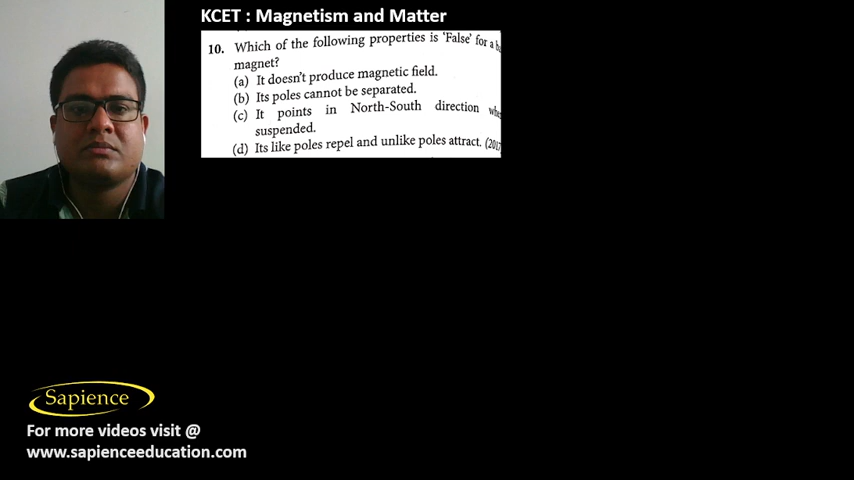 KCET : Magnetism and Matter
10. Which of the following properties is 'False' for a
magnet?
(a) It doesn't produce magnetic field.
(b) Its poles cannot be separated.
(c) It points in North-South direction
suspended.
(d) Its like poles repel and unlike poles attract. (2017
Sapience
For more videos visit @
www.sapienceeducation.com